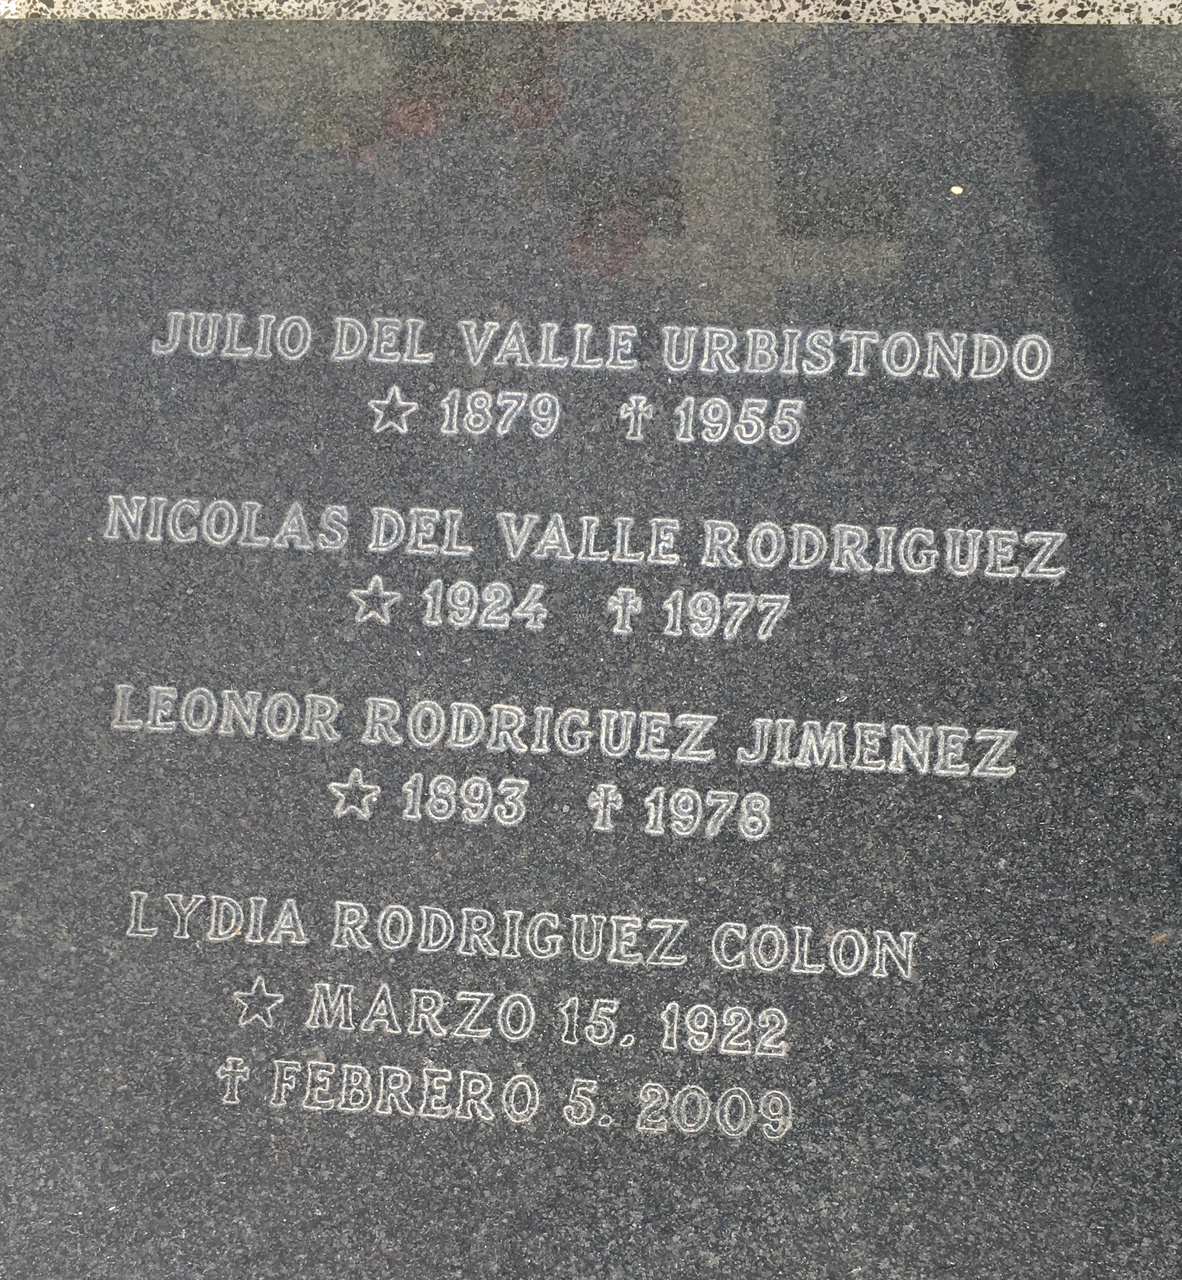 JULIO DEL VALLE URBISTONDO
☆ 1879 ✝ 1955
NICOLAS DEL VALLE RODRIGUEZ
☆ 1924 ✝ 1977
LEONOR RODRIGUEZ JIMENEZ
☆ 1893 ✝ 1978
LYDIA RODRIGUEZ COLON
☆ MARZO 15, 1922
✝ FEBRERO 5, 2009